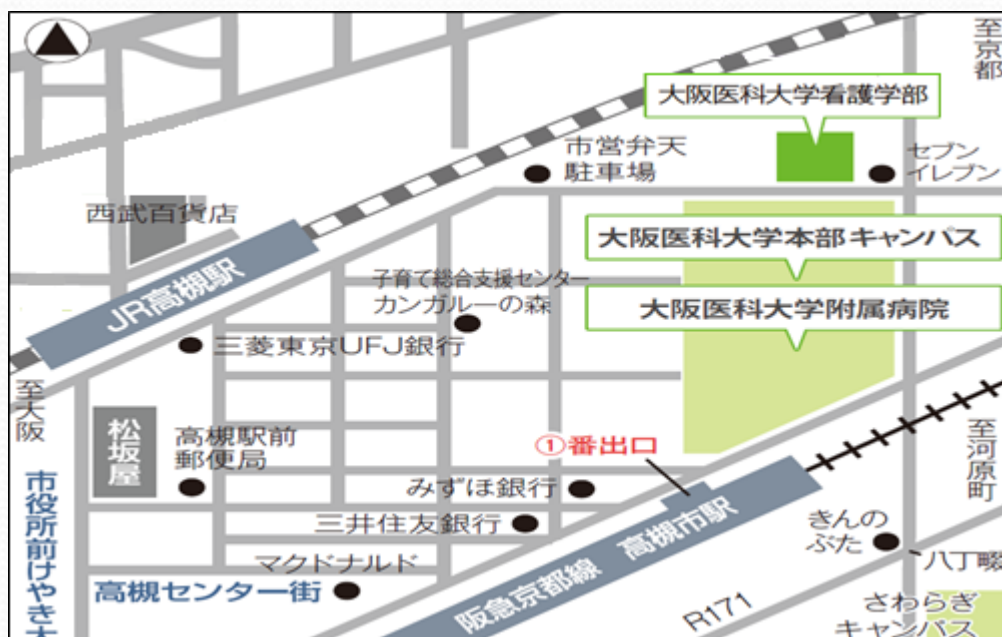 至京都
大阪医科大学看護学部
市営弁天
駐車場
セブン
イレブン
西武百貨店
大阪医科大学本部キャンパス
JR高槻駅
子育て総合支援センター
カンガルーの森
大阪医科大学附属病院
三菱東京UFJ銀行
至大阪
松坂屋
高槻駅前
郵便局
①番出口
至河原町
市役所前けやき
みずほ銀行
三井住友銀行
阪急京都線 高槻市駅
きんの
ぶた
八丁畷
マクドナルド
高槻センター街
R171
さわらぎ
キャンパス